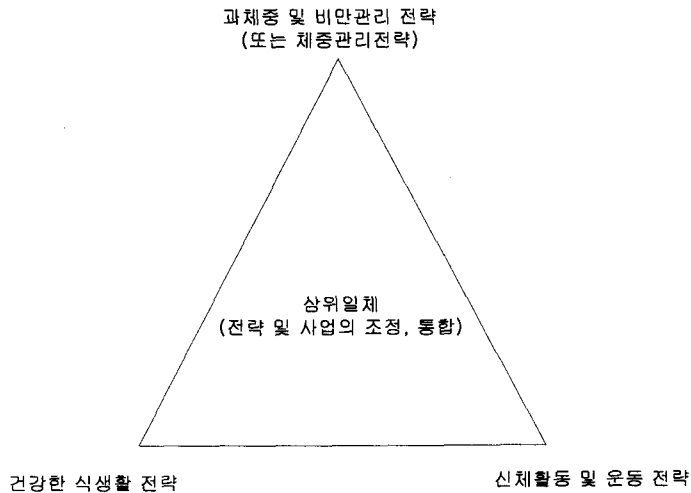 과체중 및 비만관리 전략
(또는 체중관리전략)
삼위일체
(전략 및 사업의 조정, 통합)
건강한 식생활 전략
신체활동 및 운동 전략